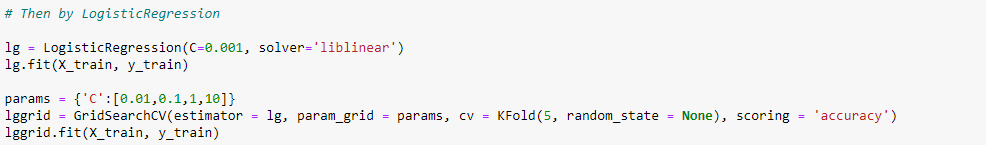 # Then by LogisticRegression
lg = LogisticRegression(C=0.001, solver='liblinear')
lg.fit(X_train, y_train)
params = {'C':[0.01,0.1,1,10]}
lggrid = GridSearchCV(estimator = lg, param_grid = params, cv = KFold(5, random_state = None), scoring = 'accuracy')
lggrid.fit(X_train, y_train)